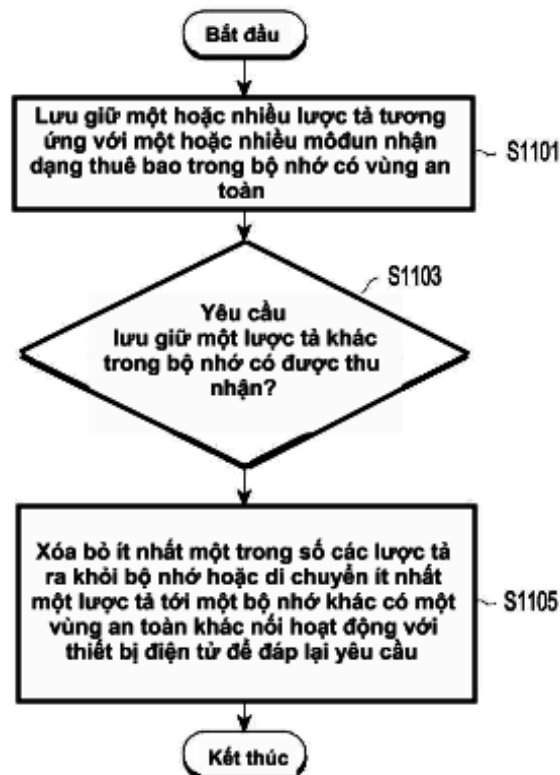 Bắt đầu
Lưu giữ một hoặc nhiều lược tả tương
ứng với một hoặc nhiều môđun nhận
dạng thuê bao trong bộ nhớ có vùng an
toàn
S1101
S1103
Yêu cầu
lưu giữ một lược tả khác
trong bộ nhớ có được thu
nhận?
Xóa bỏ ít nhất một trong số các lược tả
ra khỏi bộ nhớ hoặc di chuyển ít nhất
một lược tả tới một bộ nhớ khác có một
vùng an toàn khác nối hoạt động với
thiết bị điện tử để đáp lại yêu cầu
S1105
Kết thúc